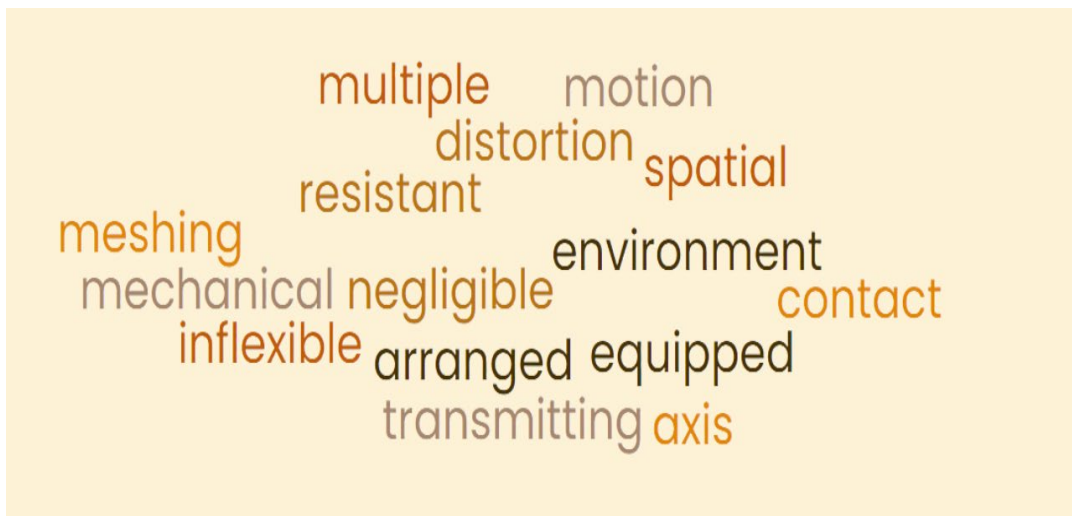 multiple motion
distortion
spatial
resistant
meshing
environment
mechanical negligible
contact
inflexible
arranged equipped
transmitting axis